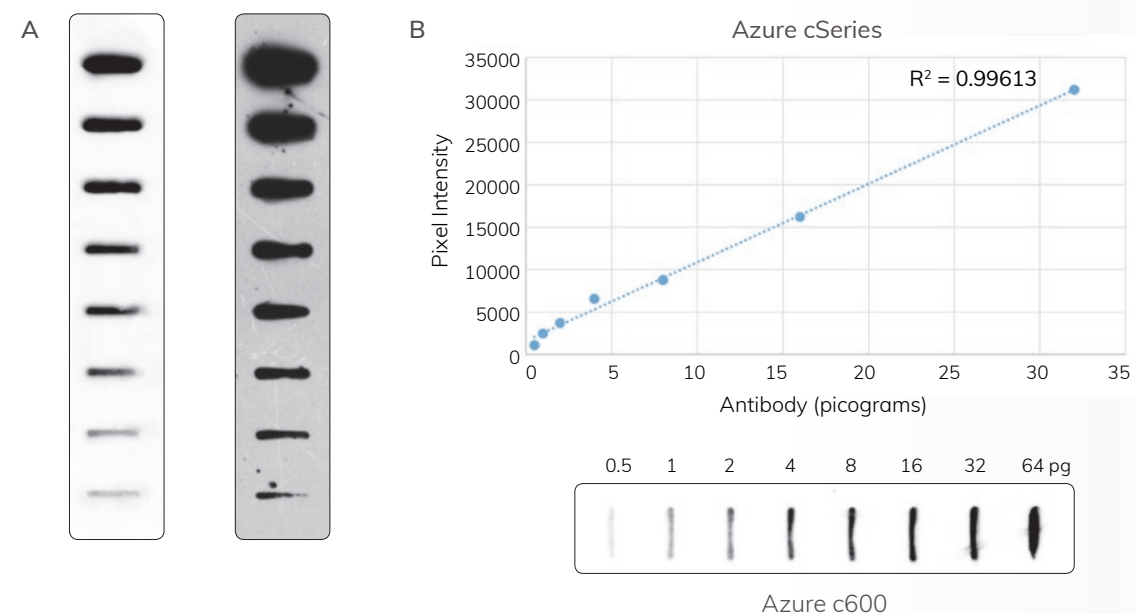 A
B
Azure cSeries
R² = 0.99613
Pixel Intensity
35000
30000
25000
20000
15000
10000
5000
0
0 5 10 15 20 25 30 35
Antibody (picograms)
0.5 1 2 4 8 16 32 64 pg
Azure c600